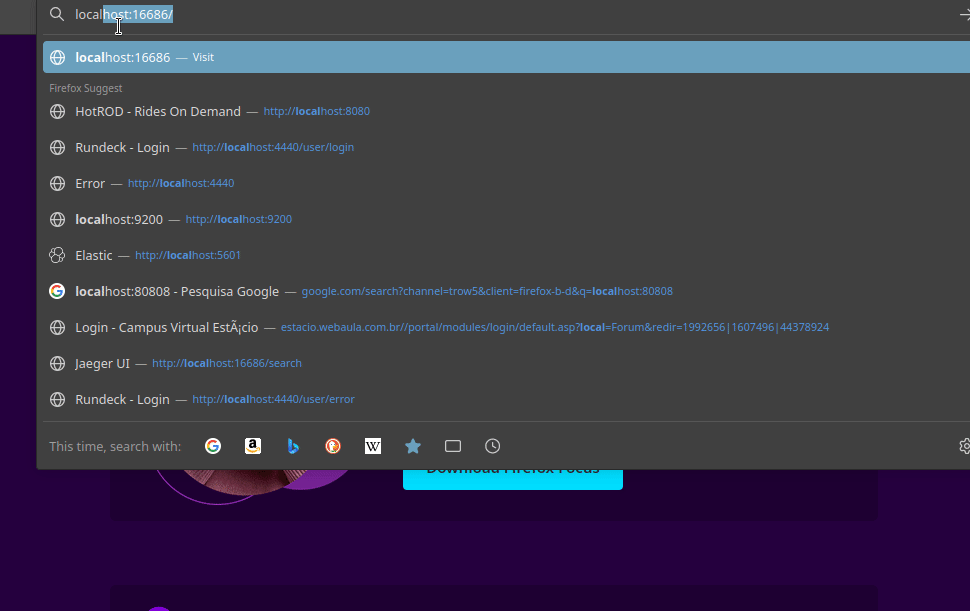 localhost:16686/
localhost:16686 — Visit
Firefox Suggest
HotROD - Rides On Demand — http://localhost:8080
Rundeck - Login — http://localhost:4440/user/login
Error — http://localhost:4440
localhost:9200 — http://localhost:9200
Elastic — http://localhost:5601
localhost:80808 - Pesquisa Google — google.com/search?channel=trow5&client=firefox-b-d&q=localhost:80808
Login - Campus Virtual EstÃ¡cio — estacio.webaula.com.br//portal/modules/login/default.asp?local=Forum&redir=1992656|1607496|44378924
Jaeger UI — http://localhost:16686/search
Rundeck - Login — http://localhost:4440/user/error
This time, search with:
Download Firefox Focus